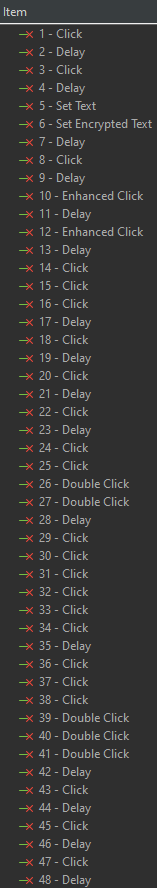 Item
1 - Click
2 - Delay
3 - Click
4 - Delay
5 - Set Text
6 - Set Encrypted Text
7 - Delay
8 - Click
9 - Delay
10 - Enhanced Click
11 - Delay
12 - Enhanced Click
13 - Delay
14 - Click
15 - Click
16 - Click
17 - Delay
18 - Click
19 - Delay
20 - Click
21 - Delay
22 - Click
23 - Delay
24 - Click
25 - Click
26 - Double Click
27 - Double Click
28 - Delay
29 - Click
30 - Click
31 - Click
32 - Click
33 - Click
34 - Click
35 - Delay
36 - Click
37 - Click
38 - Click
39 - Double Click
40 - Double Click
41 - Double Click
42 - Delay
43 - Click
44 - Delay
45 - Click
46 - Delay
47 - Click
48 - Delay